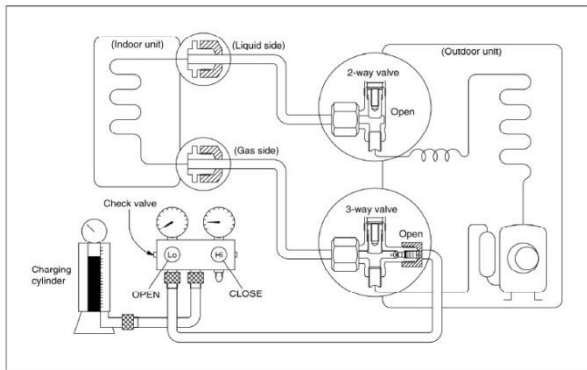 (Indoor unit)
(Liquid side)
(Outdoor unit)
2-way valve
Open
(Gas side)
3-way valve
Open
Check valve
Lo
Hi
Charging
cylinder
OPEN
CLOSE